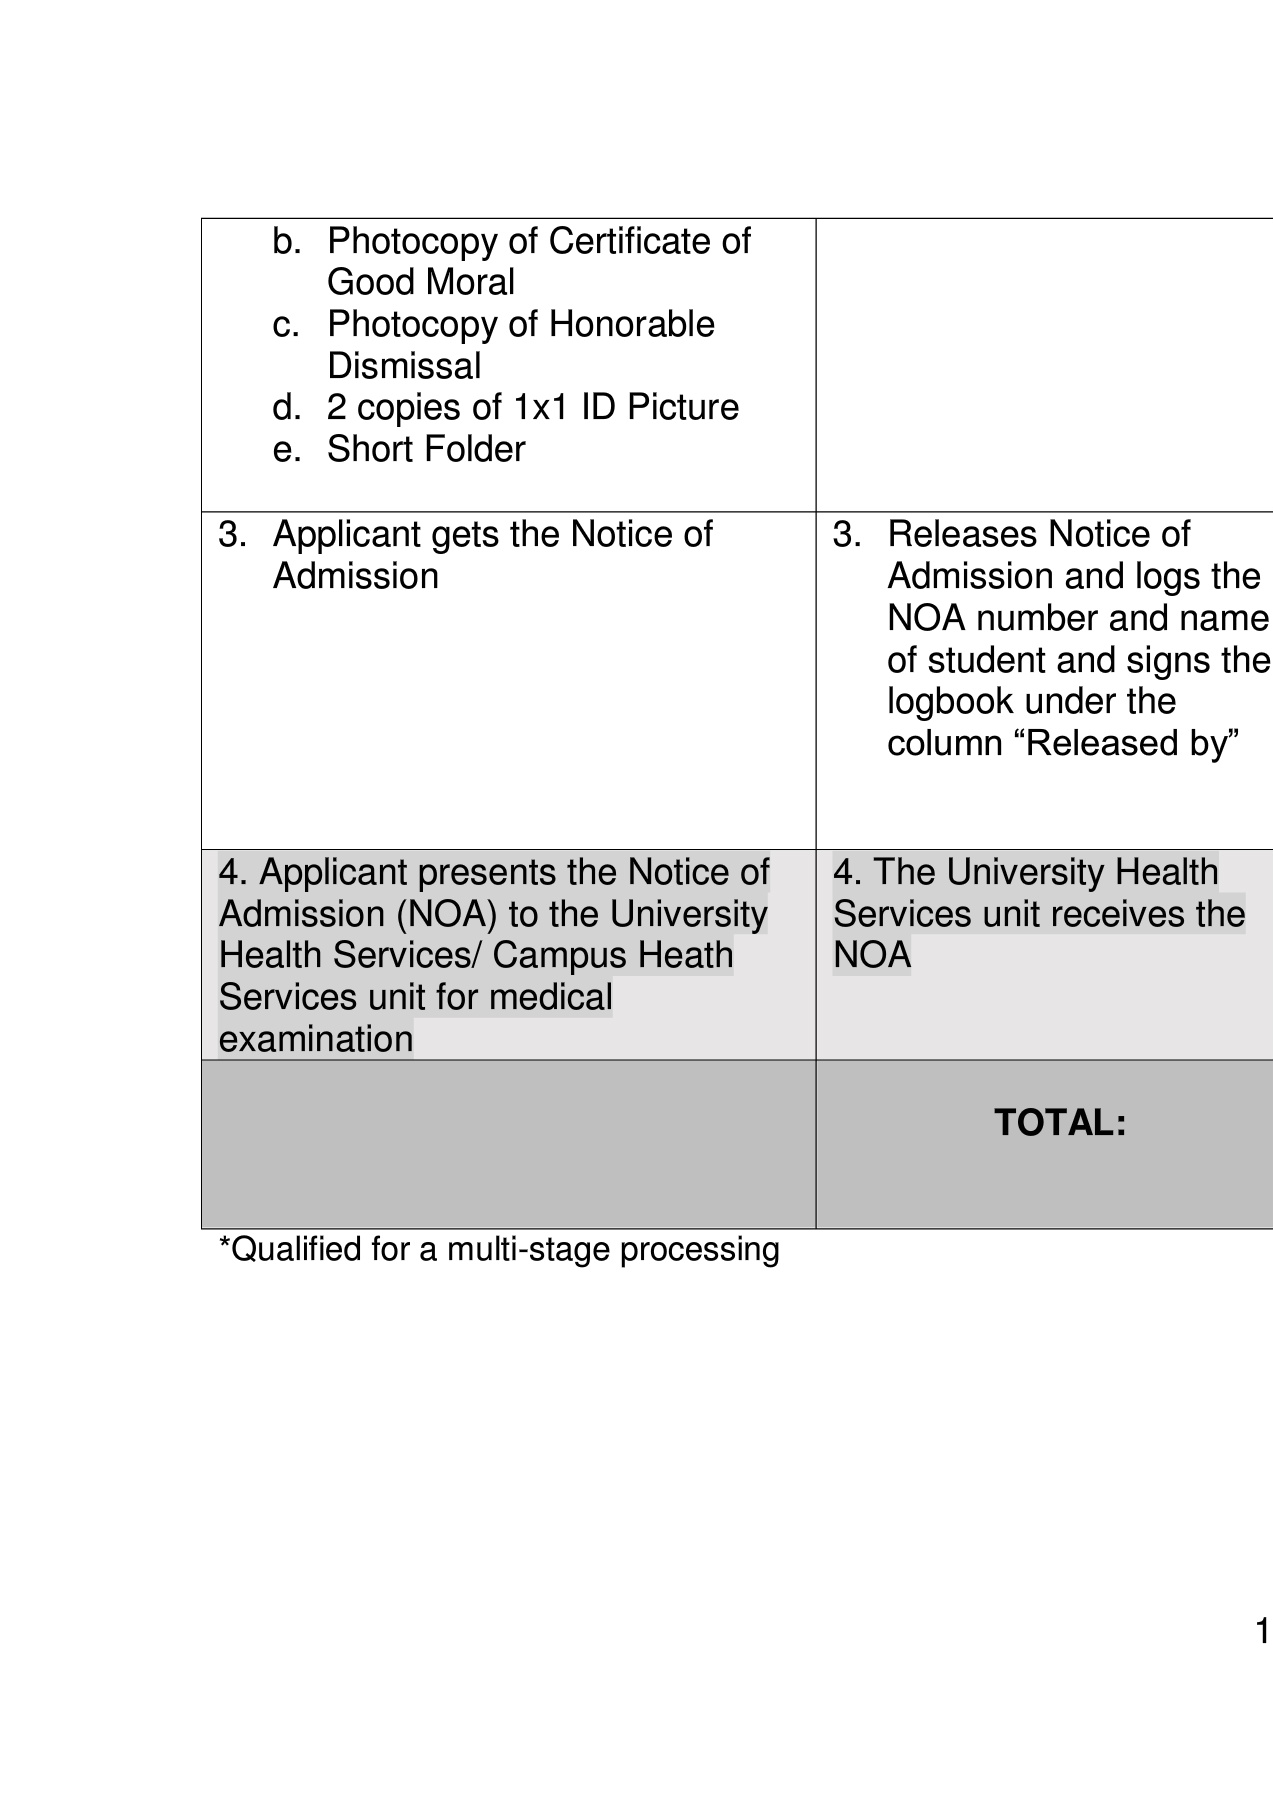 b. Photocopy of Certificate of
Good Moral
c. Photocopy of Honorable
Dismissal
d. 2 copies of 1x1 ID Picture
e. Short Folder
3. Applicant gets the Notice of
Admission
3. Releases Notice of
Admission and logs the
NOA number and name
of student and signs the
logbook under the
column “Released by”
4. Applicant presents the Notice of
Admission (NOA) to the University
Health Services/ Campus Heath
Services unit for medical
examination
4. The University Health
Services unit receives the
NOA
TOTAL:
*Qualified for a multi-stage processing
1